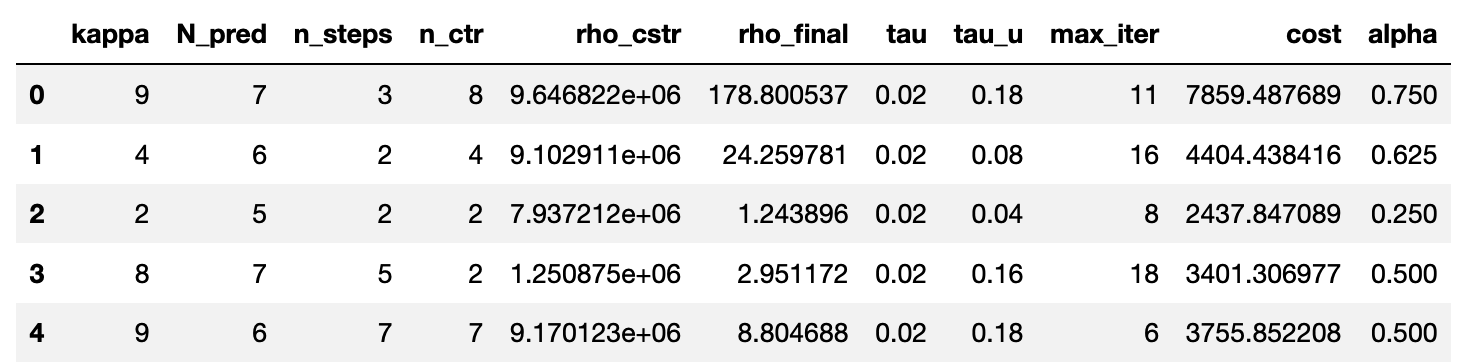 kappa N_pred n_steps n_ctr rho_cstr rho_final tau tau_u max_iter cost alpha
0 9 7 3 8 9.646822e+06 178.800537 0.02 0.18 11 7859.487689 0.750
1 4 6 2 4 9.102911e+06 24.259781 0.02 0.08 16 4404.438416 0.625
2 2 5 2 2 7.937212e+06 1.243896 0.02 0.04 8 2437.847089 0.250
3 8 7 5 2 1.250875e+06 2.951172 0.02 0.16 18 3401.306977 0.500
4 9 6 7 7 9.170123e+06 8.804688 0.02 0.18 6 3755.852208 0.500